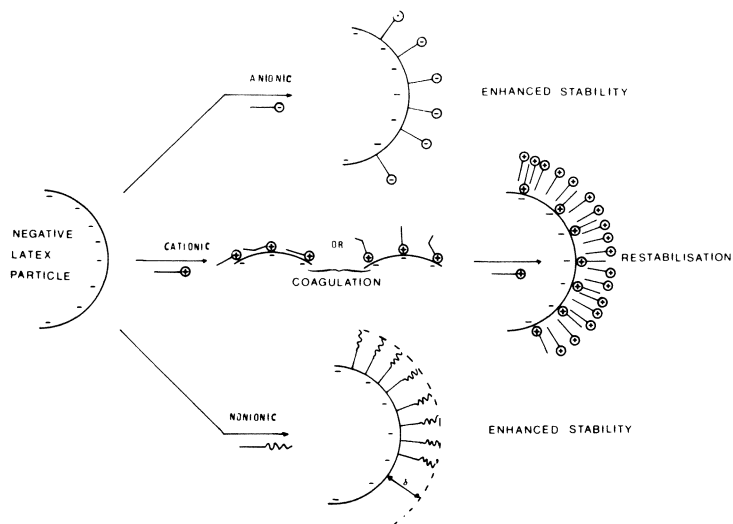 ANIONIC
ENHANCED STABILITY
NEGATIVE
LATEX
PARTICLE
CATIONIC
OR
COAGULATION
RESTABILISATION
NONIONIC
ENHANCED STABILITY
δ